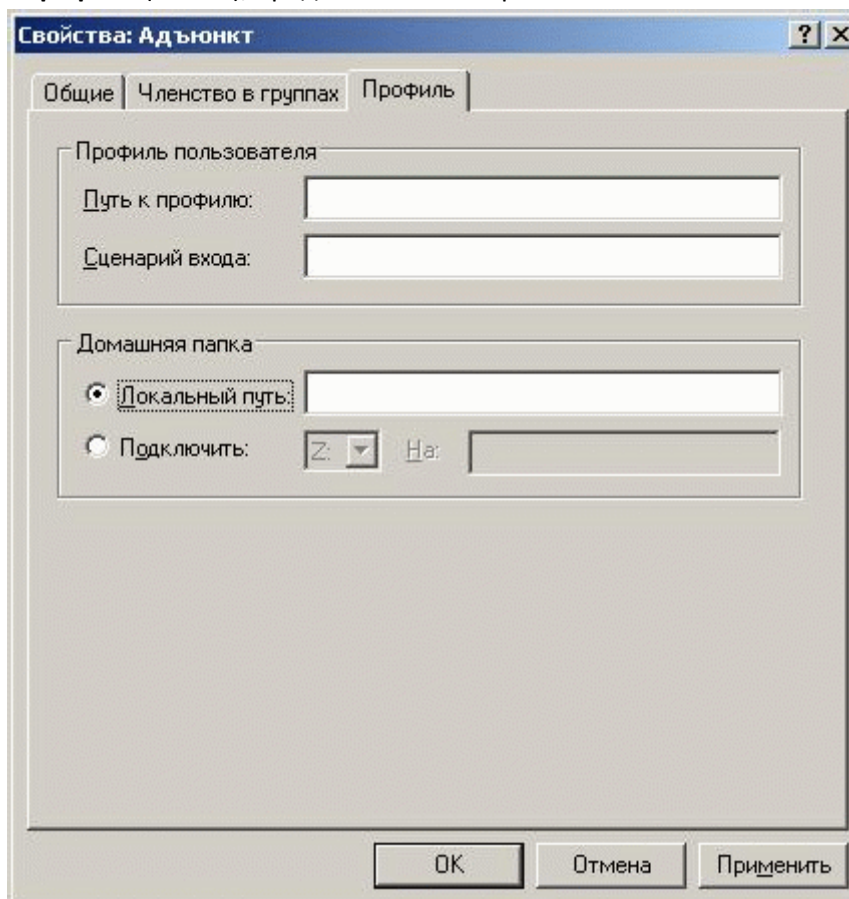 Свойства: Адъюнкт
Общие Членство в группах Профиль
Профиль пользователя
Путь к профилю:
Сценарий входа:
Домашняя папка
Локальный путь:
Подключить: Z: На:
OK Отмена Применить